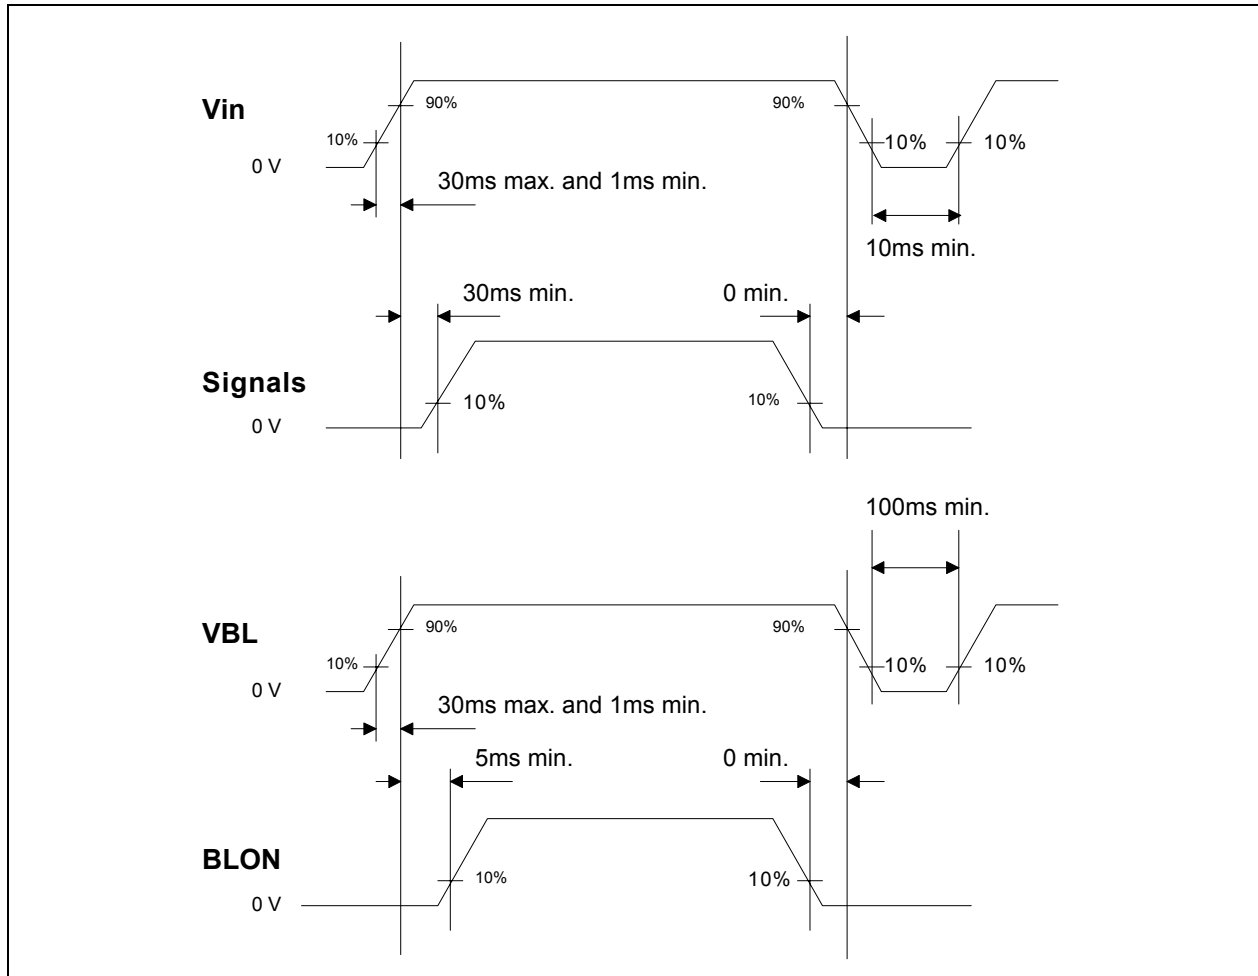 Vin
90%
90%
10%
10%
10%
0 V
30ms max. and 1ms min.
10ms min.
30ms min.
0 min.
Signals
10%
10%
0 V
100ms min.
VBL
90%
90%
10%
10%
10%
0 V
30ms max. and 1ms min.
5ms min.
0 min.
BLON
10%
10%
0 V